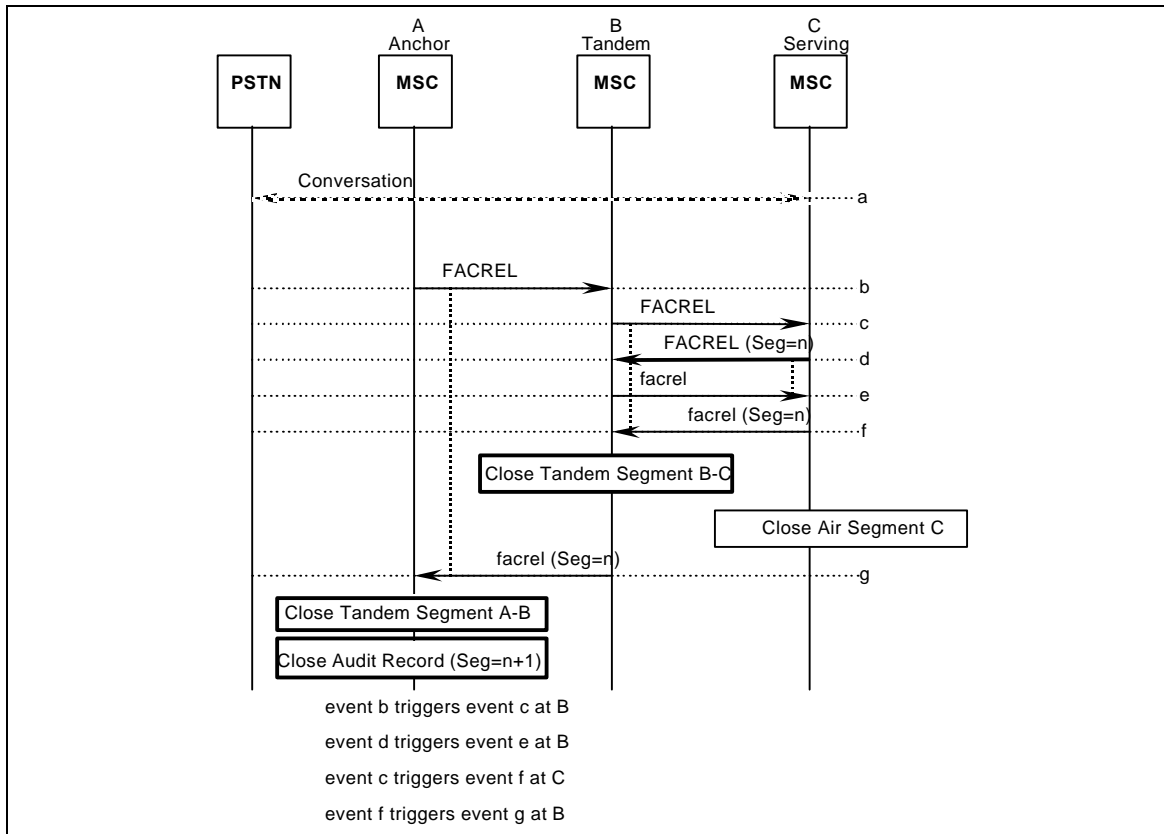 A B C
Anchor Tandem Serving
PSTN MSC MSC MSC
Conversation
a
FACREL
b
FACREL
c
FACREL (Seg=n)
d
facrel
e
facrel (Seg=n)
f
Close Tandem Segment B-C
Close Air Segment C
facrel (Seg=n)
g
Close Tandem Segment A-B
Close Audit Record (Seg=n+1)
event b triggers event c at B
event d triggers event e at B
event c triggers event f at C
event f triggers event g at B